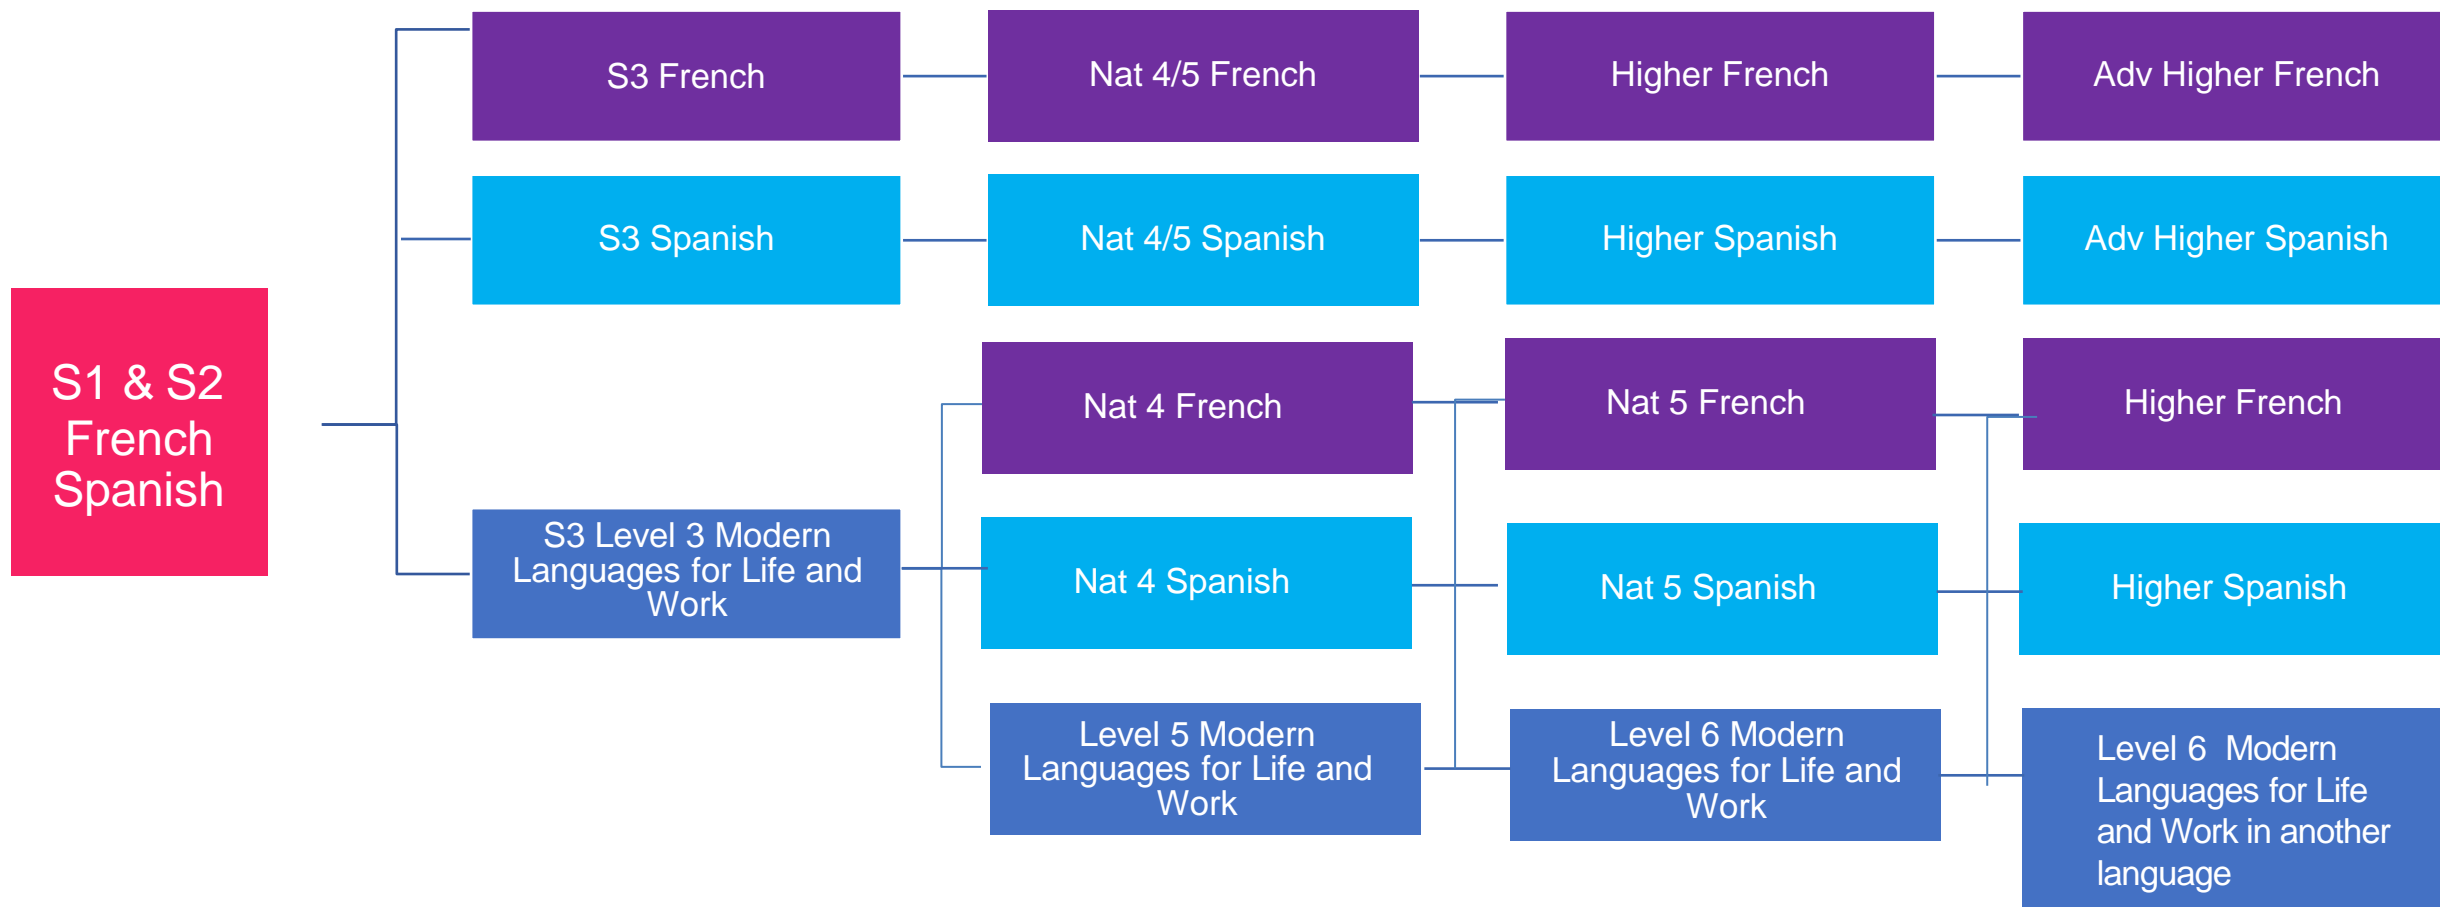 S3 French
Nat 4/5 French
Higher French
Adv Higher French
S3 Spanish
Nat 4/5 Spanish
Higher Spanish
Adv Higher Spanish
S1 & S2
French
Spanish
Nat 4 French
Nat 5 French
Higher French
S3 Level 3 Modern
Languages for Life and
Work
Nat 4 Spanish
Nat 5 Spanish
Higher Spanish
Level 5 Modern
Languages for Life and
Work
Level 6 Modern
Languages for Life and
Work
Level 6  Modern
Languages for Life
and Work in another
language